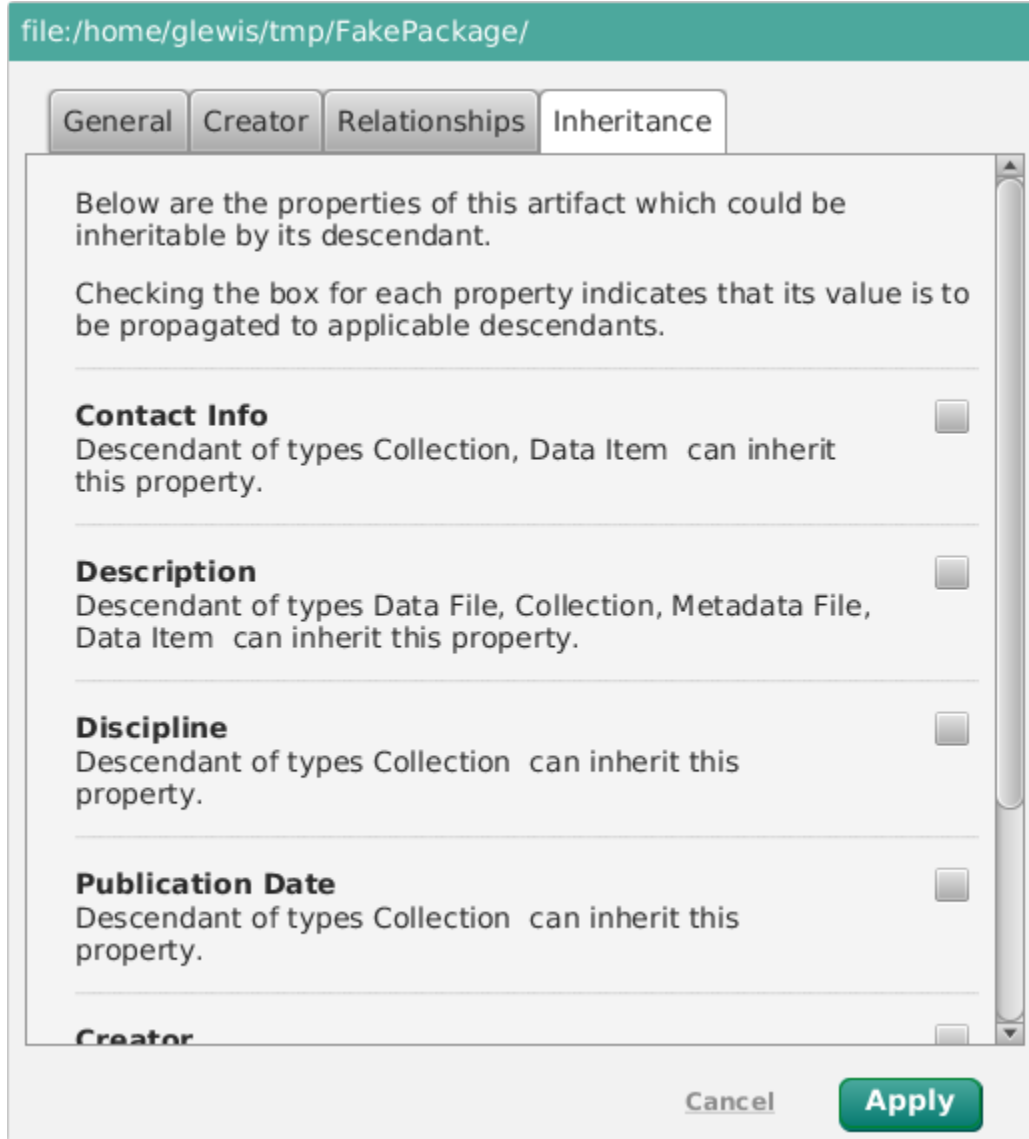 file:/home/glewis/tmp/FakePackage/
General Creator Relationships Inheritance
Below are the properties of this artifact which could be
inheritable by its descendant.
Checking the box for each property indicates that its value is to
be propagated to applicable descendants.
Contact Info
Descendant of types Collection, Data Item  can inherit
this property.
Description
Descendant of types Data File, Collection, Metadata File,
Data Item  can inherit this property.
Discipline
Descendant of types Collection  can inherit this
property.
Publication Date
Descendant of types Collection  can inherit this
property.
Creator
Cancel Apply